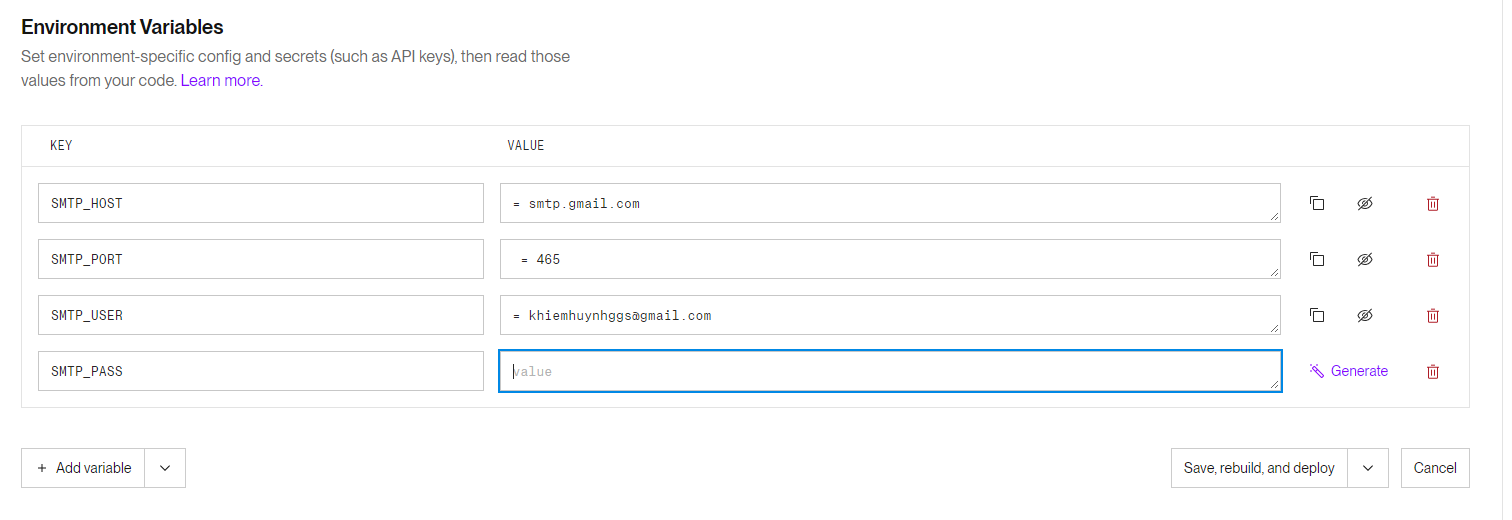 Environment Variables
Set environment-specific config and secrets (such as API keys), then read those
values from your code. Learn more.
KEY VALUE
SMTP_HOST = smtp.gmail.com
SMTP_PORT = 465
SMTP_USER = khiemhuynhggs@gmail.com
SMTP_PASS value Generate
+ Add variable Save, rebuild, and deploy Cancel